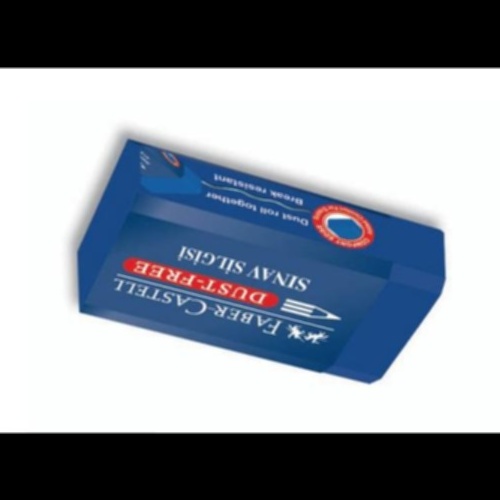 FABER-CASTELL
DUST-FREE
SINAV SİLGİSİ
Dust roll together
Break resistant